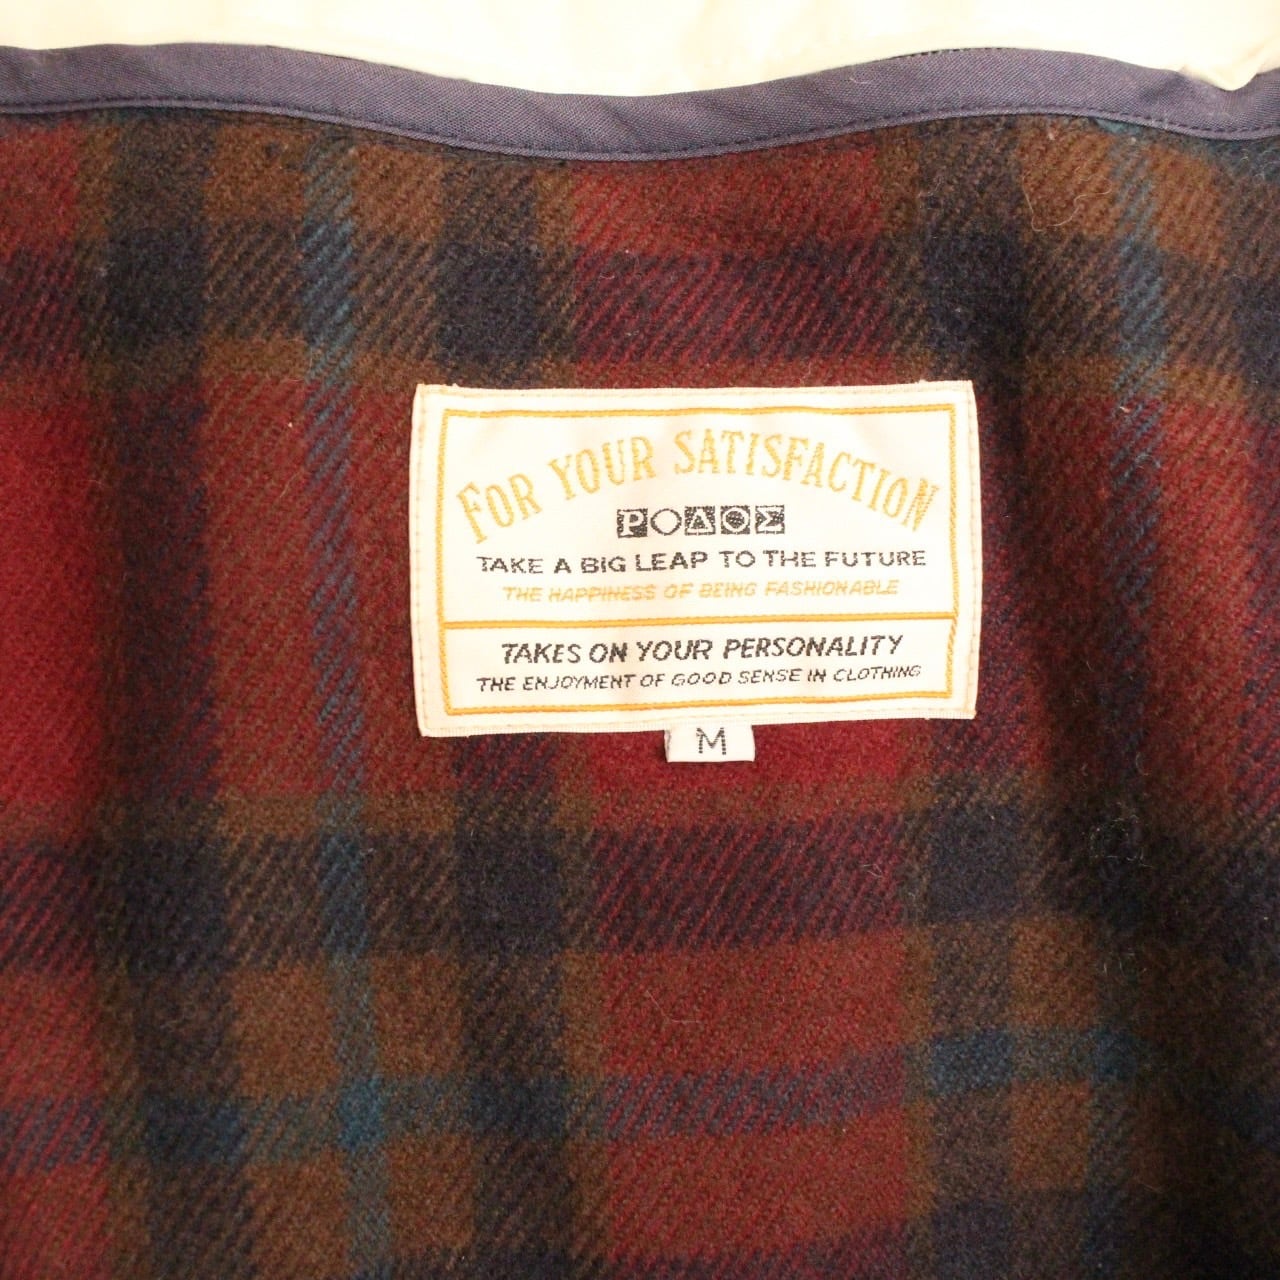 FOR YOUR SATISFACTION
ΡΟΔΟΣ
TAKE A BIG LEAP TO THE FUTURE
THE HAPPINESS OF BEING FASHIONABLE
TAKES ON YOUR PERSONALITY
THE ENJOYMENT OF GOOD SENSE IN CLOTHING
M